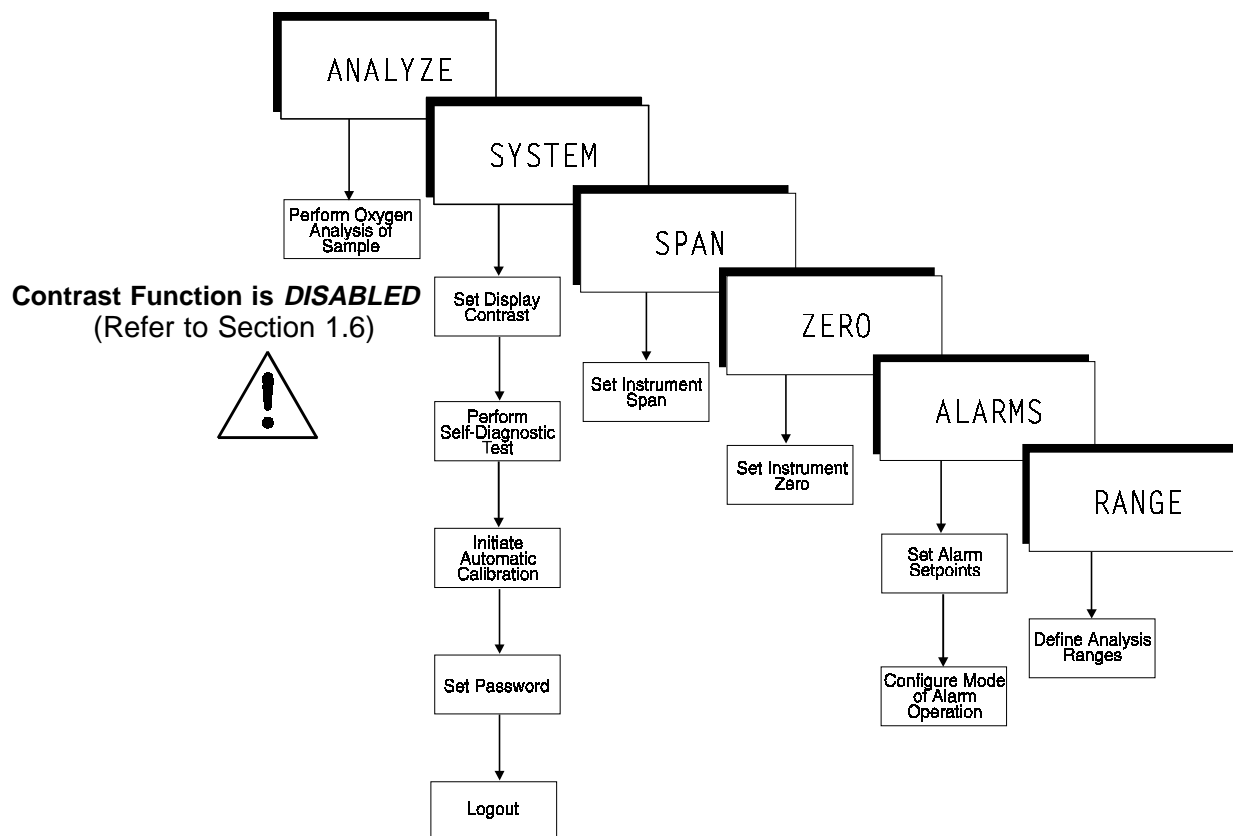 ANALYZE
SYSTEM
Perform Oxygen
Analysis of
Sample
SPAN
Contrast Function is DISABLED
(Refer to Section 1.6)
Set Display
Contrast
ZERO
Set Instrument
Span
ALARMS
Perform
Self-Diagnostic
Test
Set Instrument
Zero
RANGE
Initiate
Automatic
Calibration
Set Alarm
Setpoints
Define Analysis
Ranges
Set Password
Configure Mode
of Alarm
Operation
Logout